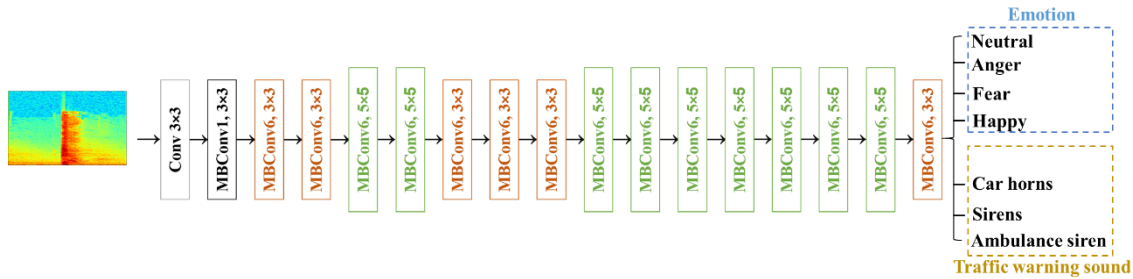 Conv 3×3
MBConv1, 3×3
MBConv6, 3×3
MBConv6, 3×3
MBConv6, 5×5
MBConv6, 5×5
MBConv6, 3×3
MBConv6, 3×3
MBConv6, 3×3
MBConv6, 5×5
MBConv6, 5×5
MBConv6, 5×5
MBConv6, 5×5
MBConv6, 5×5
MBConv6, 5×5
MBConv6, 5×5
MBConv6, 3×3
Emotion
Neutral
Anger
Fear
Happy
Car horns
Sirens
Ambulance siren
Traffic warning sound